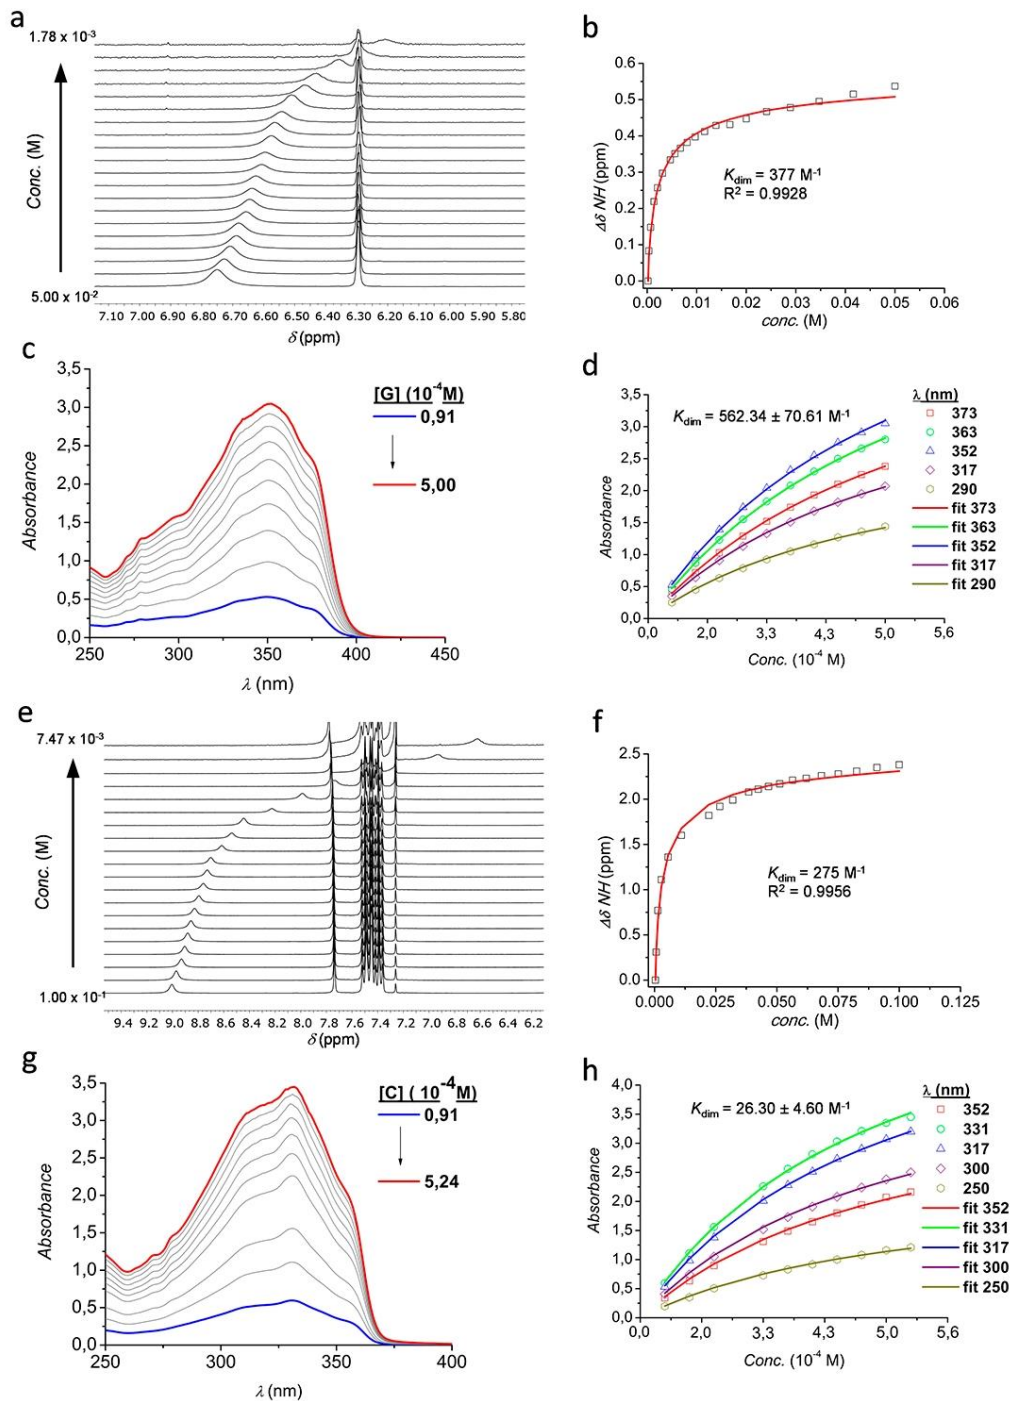 a
1.78 x 10-3
Conc. (M)
5.00 x 10-2
7.10 7.00 6.90 6.80 6.70 6.60 6.50 6.40 6.30 6.20 6.10 6.00 5.90 5.80
δ (ppm)
b
0.6
0.5
0.4
0.3
0.2
0.1
0.0
Δδ NH (ppm)
Kdim = 377 M-1
R2 = 0.9928
0.00 0.01 0.02 0.03 0.04 0.05 0.06
conc. (M)
c
3,5
3,0
2,5
2,0
1,5
1,0
0,5
0,0
Absorbance
[G] (10-4M)
0,91
5,00
250 300 350 400 450
λ (nm)
d
3,5
3,0
2,5
2,0
1,5
1,0
0,5
0,0
Absorbance
Kdim = 562.34 ± 70.61 M-1
λ (nm)
373
363
352
317
290
fit 373
fit 363
fit 352
fit 317
fit 290
0,0 2,0 3,3 4,3 5,0 5,6
Conc. (10-4 M)
e
7.47 x 10-3
Conc. (M)
1.00 x 10-1
9.4 9.2 9.0 8.8 8.6 8.4 8.2 8.0 7.8 7.6 7.4 7.2 7.0 6.8 6.6 6.4 6.2
δ (ppm)
f
2.5
2.0
1.5
1.0
0.5
0.0
Δδ NH (ppm)
Kdim = 275 M-1
R2 = 0.9956
0.000 0.025 0.050 0.075 0.100 0.125
conc. (M)
g
3,5
3,0
2,5
2,0
1,5
1,0
0,5
0,0
Absorbance
[C] ( 10-4M)
0,91
5,24
250 300 350 400
λ (nm)
h
4,0
3,5
3,0
2,5
2,0
1,5
1,0
0,5
0,0
Absorbance
Kdim = 26.30 ± 4.60 M-1
λ (nm)
352
331
317
300
250
fit 352
fit 331
fit 317
fit 300
fit 250
0,0 2,0 3,3 4,3 5,0 5,6
Conc. (10-4 M)